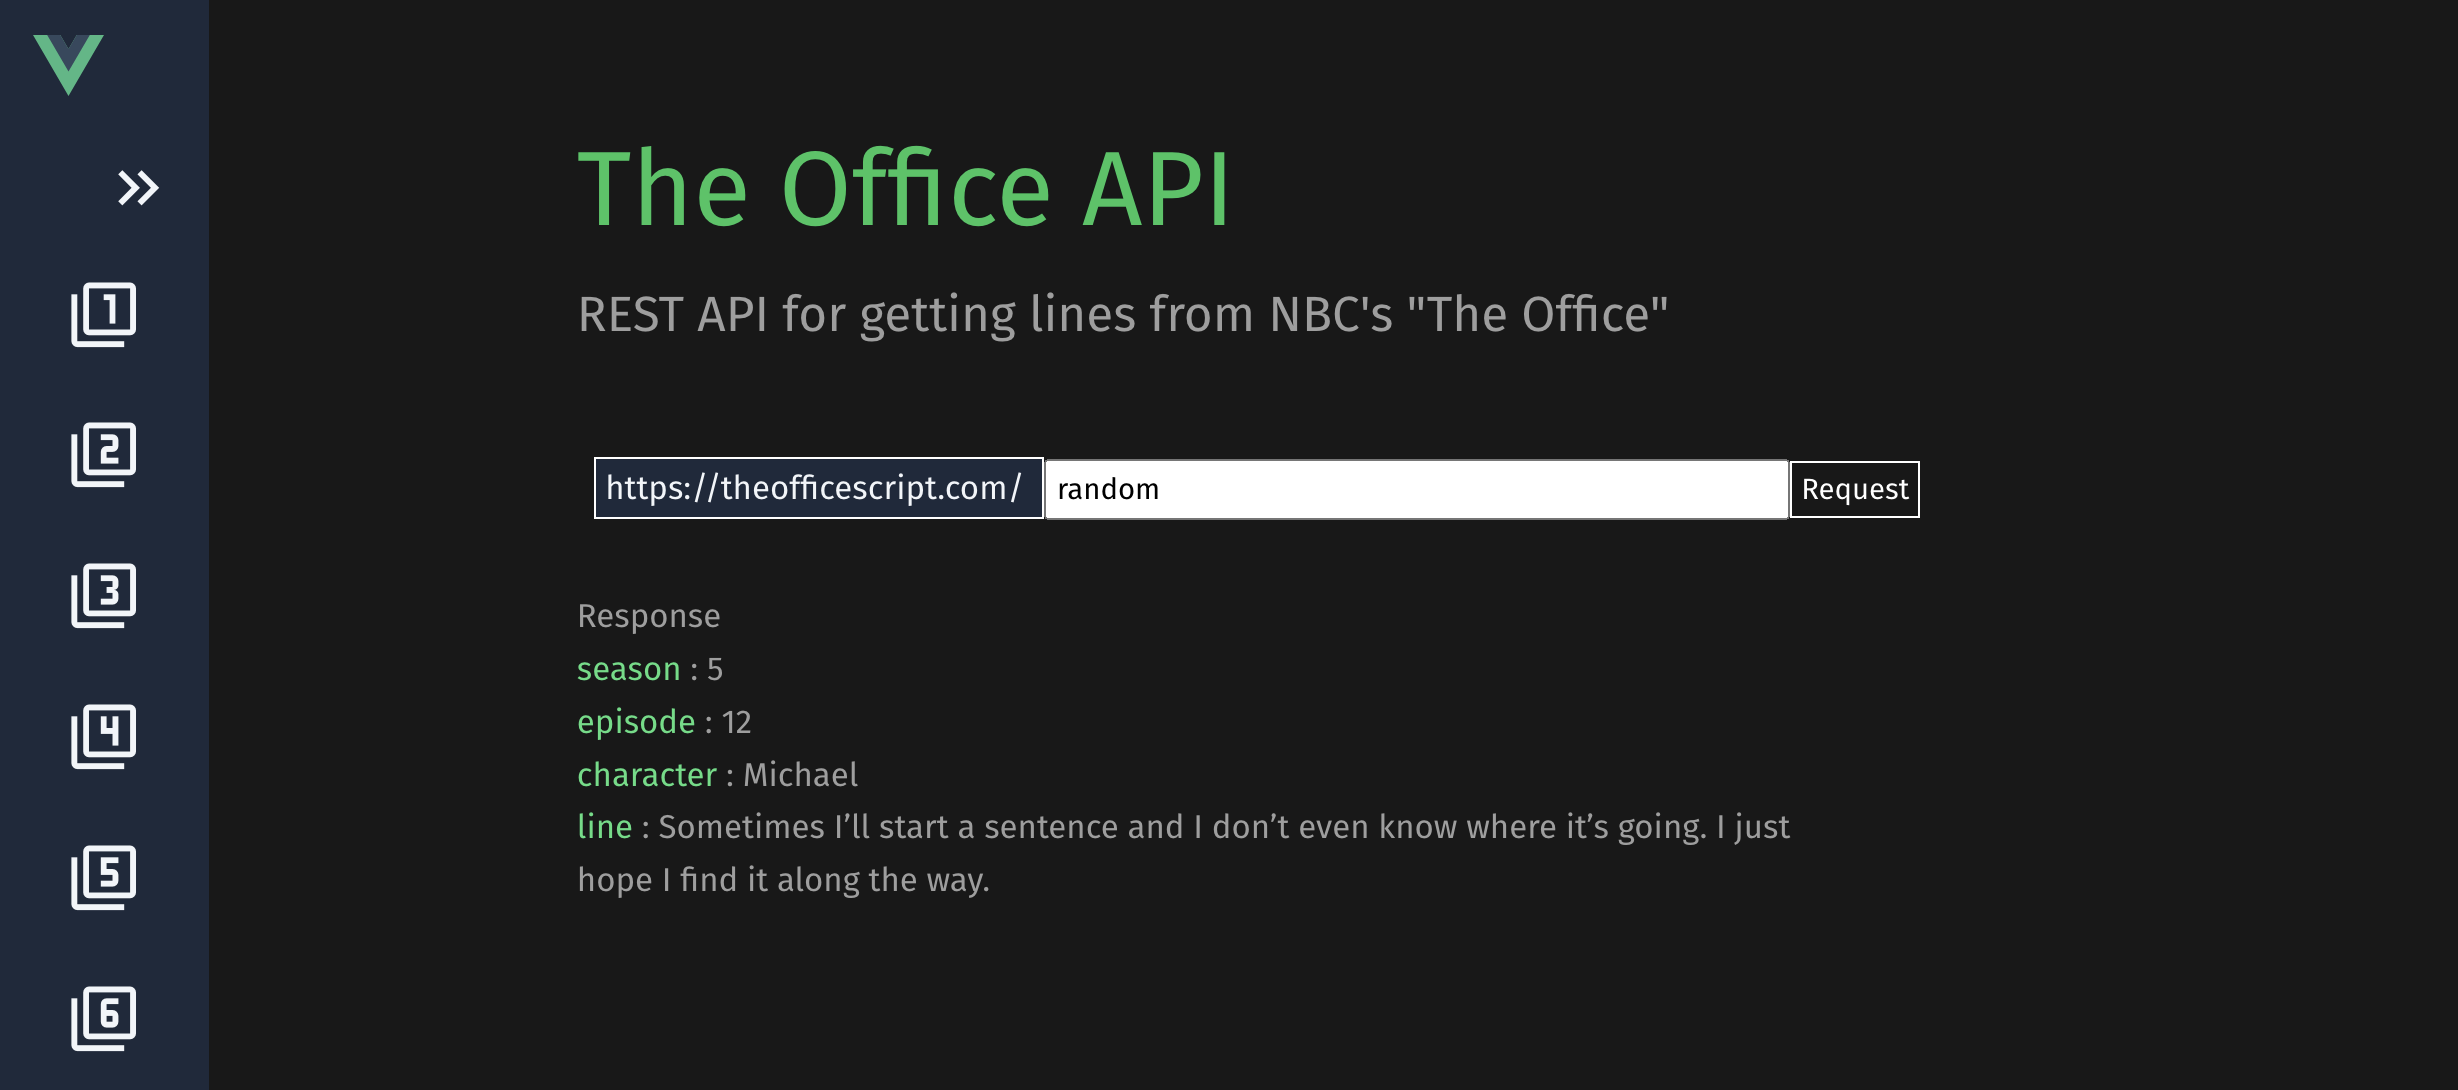 The Office API
REST API for getting lines from NBC's "The Office"
https://theofficescript.com/ random Request
Response
season : 5
episode : 12
character : Michael
line : Sometimes I’ll start a sentence and I don’t even know where it’s going. I just
hope I find it along the way.
1
2
3
4
5
6